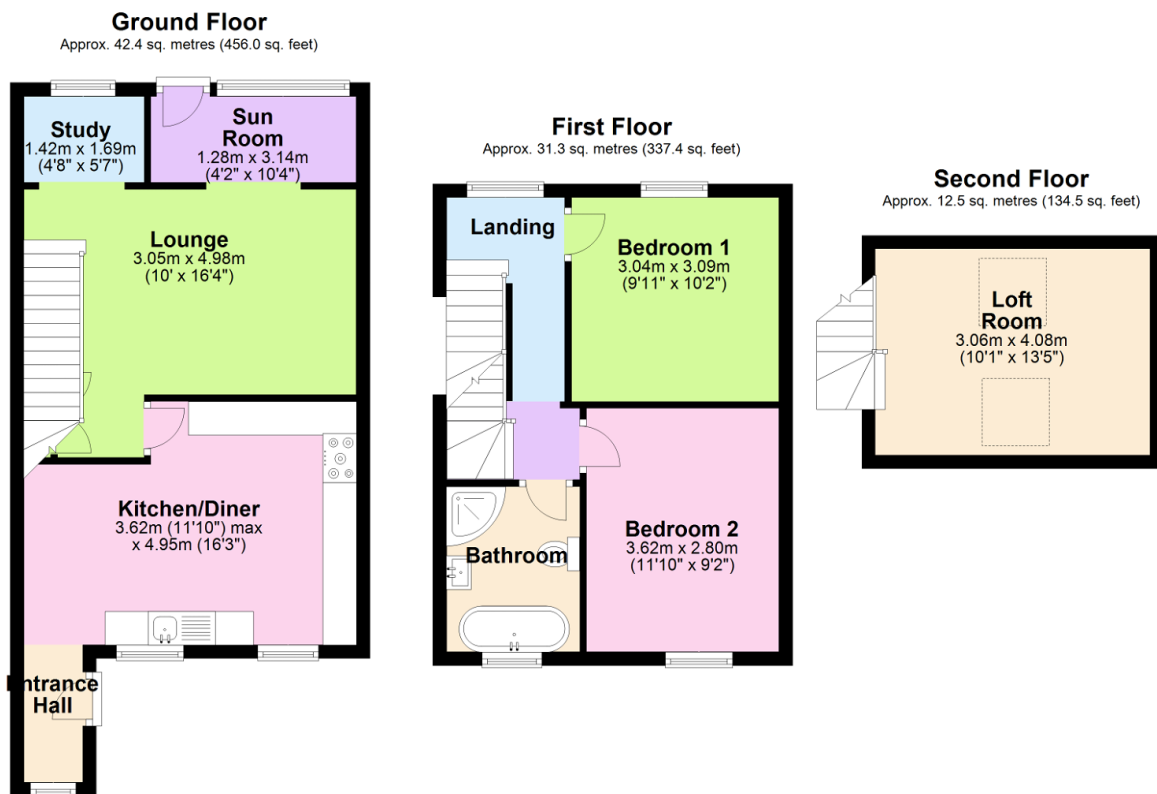 Ground Floor
Approx. 42.4 sq. metres (456.0 sq. feet)
Study
1.42m x 1.69m
(4'8" x 5'7")
Sun
Room
1.28m x 3.14m
(4'2" x 10'4")
Lounge
3.05m x 4.98m
(10' x 16'4")
Kitchen/Diner
3.62m (11'10") max
x 4.95m (16'3")
Entrance
Hall
First Floor
Approx. 31.3 sq. metres (337.4 sq. feet)
Landing
Bedroom 1
3.04m x 3.09m
(9'11" x 10'2")
Bathroom
Bedroom 2
3.62m x 2.80m
(11'10" x 9'2")
Second Floor
Approx. 12.5 sq. metres (134.5 sq. feet)
Loft
Room
3.06m x 4.08m
(10'1" x 13'5")